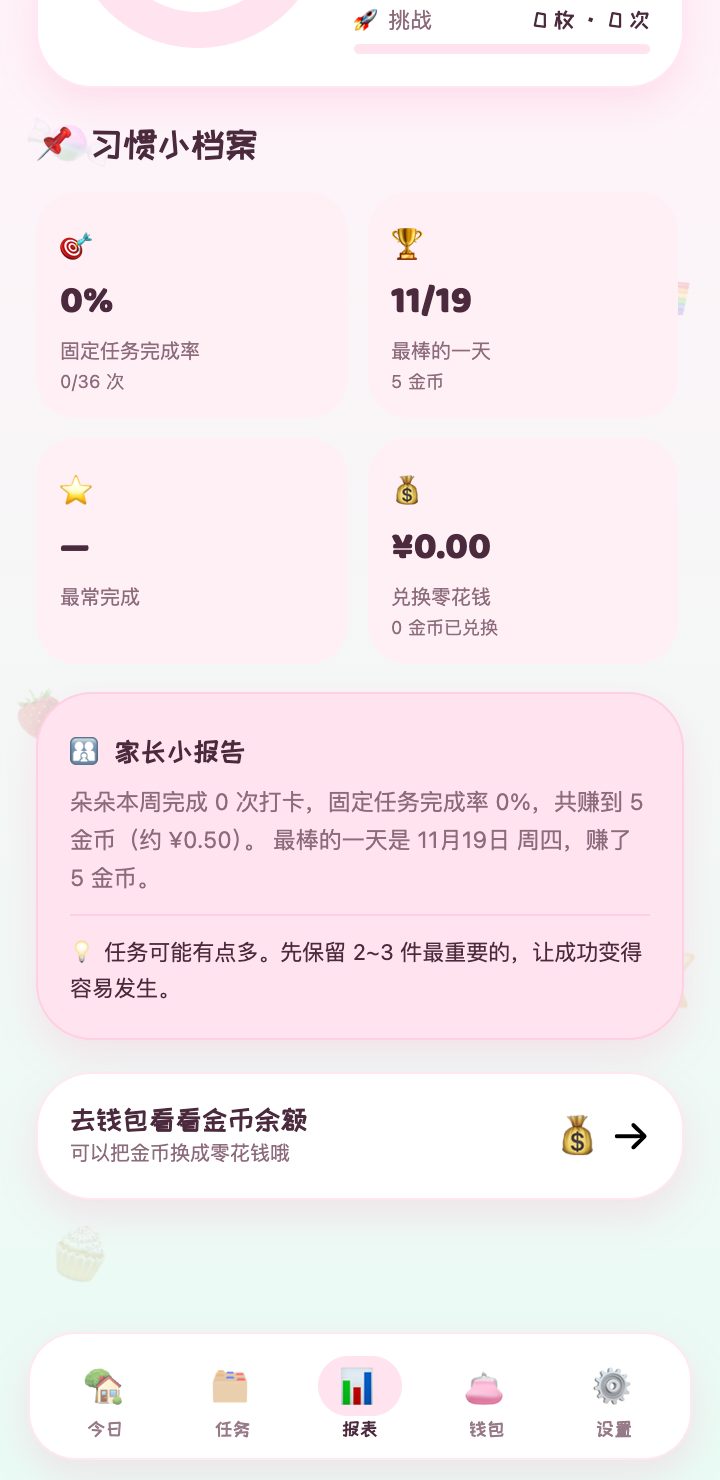 挑战
0 枚 · 0 次
习惯小档案
0%
固定任务完成率
0/36 次
11/19
最棒的一天
5 金币
—
最常完成
¥0.00
兑换零花钱
0 金币已兑换
家长小报告
朵朵本周完成 0 次打卡，固定任务完成率 0%，共赚到 5
金币（约 ¥0.50）。 最棒的一天是 11月19日 周四，赚了
5 金币。
任务可能有点多。先保留 2~3 件最重要的，让成功变得
容易发生。
去钱包看看金币余额
可以把金币换成零花钱哦
今日
任务
报表
钱包
设置